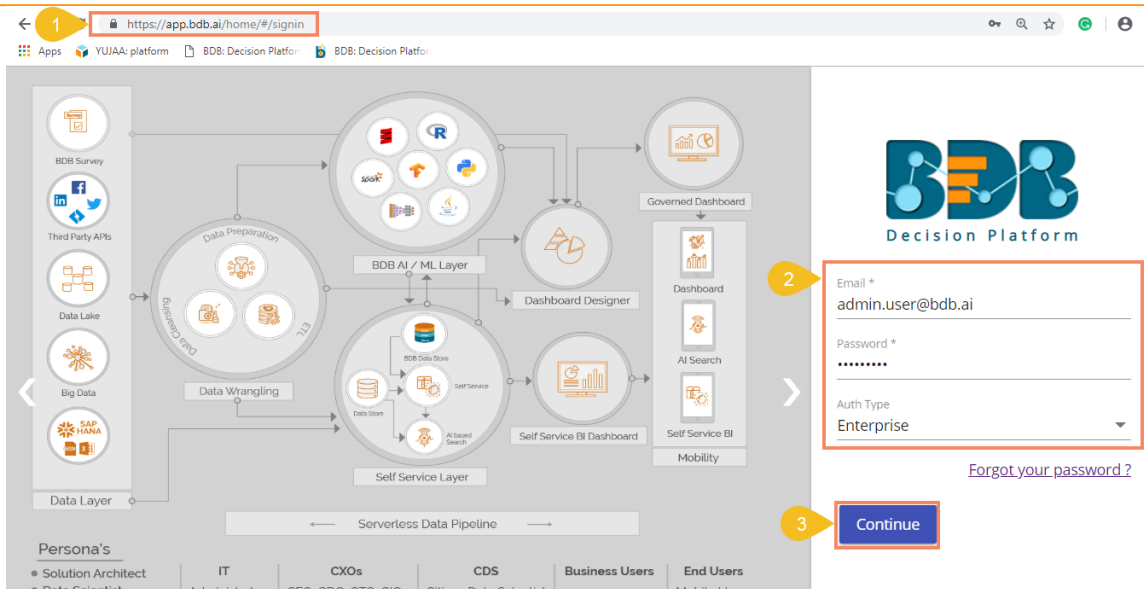 1
https://app.bdb.ai/home/#/signin
Apps YUJAA: platform BDB: Decision Platfor BDB: Decision Platfor
Survey
BDB Survey
Third Party APIs
Data Lake
Big Data
SAP HANA
Data Layer
Data Preparation
Data Cleansing
ETL
Data Wrangling
R
Spark
BDB AI / ML Layer
BDB Data Store
Data Store
Self Service
AI based
Search
Self Service Layer
Dashboard Designer
Self Service BI Dashboard
Governed Dashboard
Dashboard
AI Search
Self Service BI
Mobility
Serverless Data Pipeline
Persona's
Solution Architect
IT
CXOs
CDS
Business Users
End Users
BDB
Decision Platform
2
Email *
admin.user@bdb.ai
Password *
•••••••••
Auth Type
Enterprise
Forgot your password ?
3
Continue